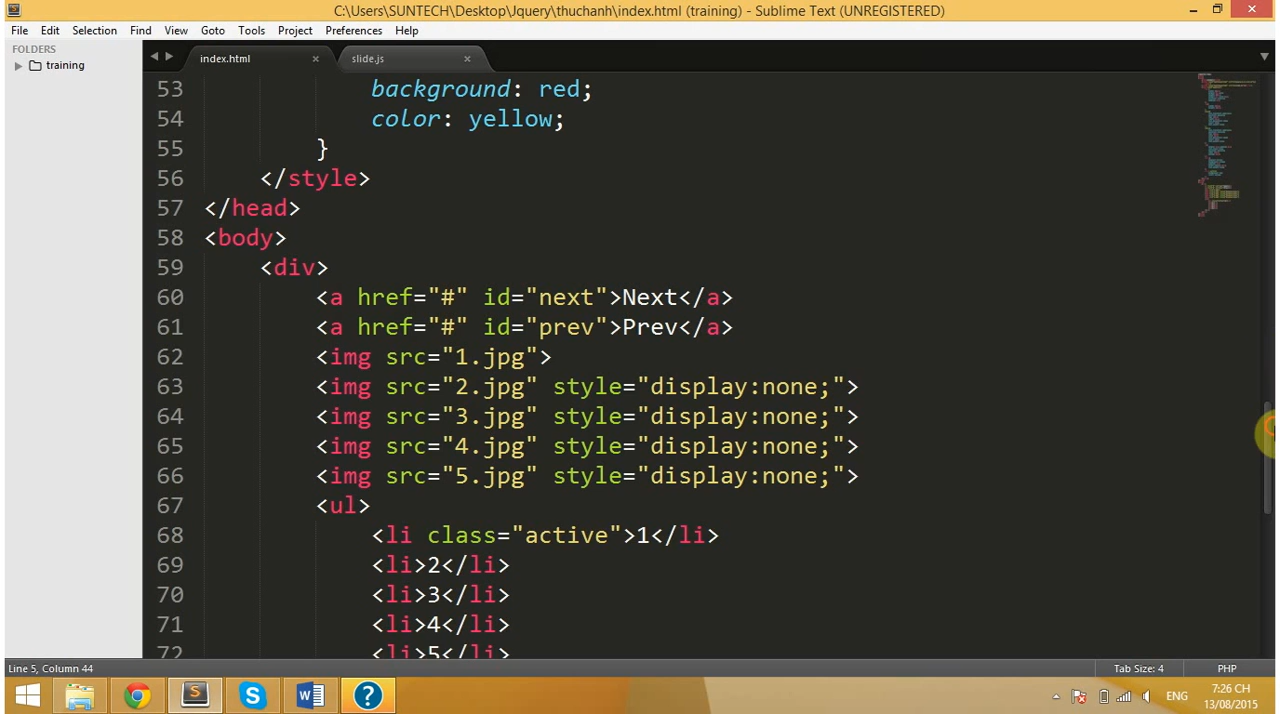 C:\Users\SUNTECH\Desktop\Jquery\thuchanh\index.html (training) - Sublime Text (UNREGISTERED)
File Edit Selection Find View Goto Tools Project Preferences Help
FOLDERS
training
index.html × slide.js ×
53 background: red;
54 color: yellow;
55 }
56 </style>
57 </head>
58 <body>
59 <div>
60 <a href="#" id="next">Next</a>
61 <a href="#" id="prev">Prev</a>
62 <img src="1.jpg">
63 <img src="2.jpg" style="display:none;">
64 <img src="3.jpg" style="display:none;">
65 <img src="4.jpg" style="display:none;">
66 <img src="5.jpg" style="display:none;">
67 <ul>
68 <li class="active">1</li>
69 <li>2</li>
70 <li>3</li>
71 <li>4</li>
72 <li>5</li>
Line 5, Column 44 Tab Size: 4 PHP
ENG 7:26 CH
13/08/2015